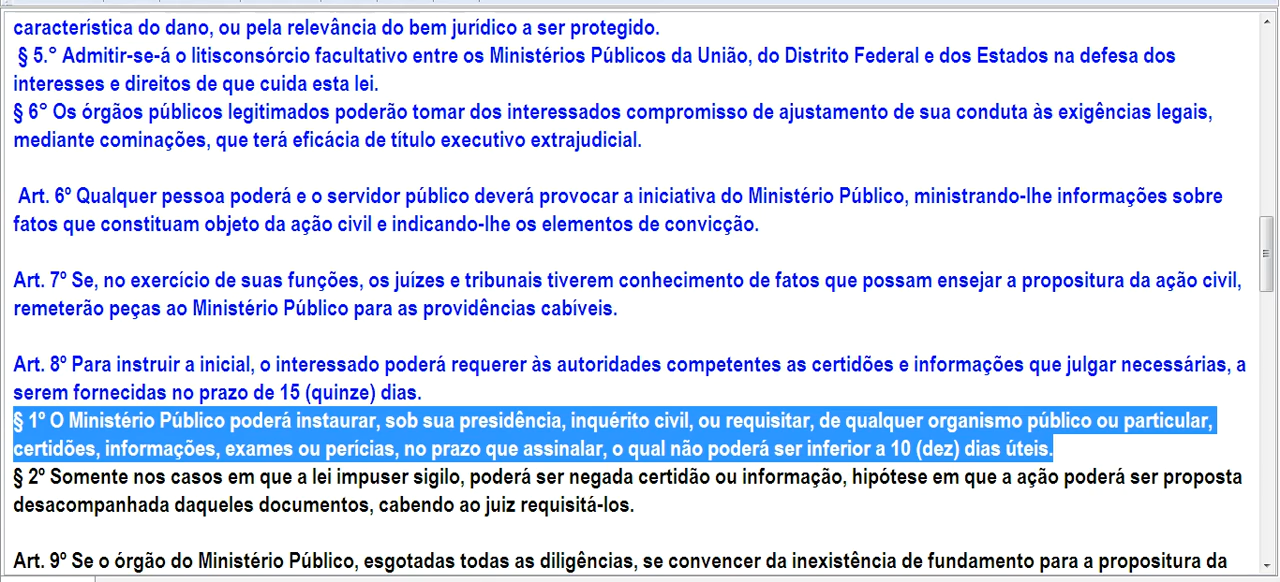 característica do dano, ou pela relevância do bem jurídico a ser protegido.
§ 5.° Admitir-se-á o litisconsórcio facultativo entre os Ministérios Públicos da União, do Distrito Federal e dos Estados na defesa dos
interesses e direitos de que cuida esta lei.
§ 6° Os órgãos públicos legitimados poderão tomar dos interessados compromisso de ajustamento de sua conduta às exigências legais,
mediante cominações, que terá eficácia de título executivo extrajudicial.
Art. 6º Qualquer pessoa poderá e o servidor público deverá provocar a iniciativa do Ministério Público, ministrando-lhe informações sobre
fatos que constituam objeto da ação civil e indicando-lhe os elementos de convicção.
Art. 7º Se, no exercício de suas funções, os juízes e tribunais tiverem conhecimento de fatos que possam ensejar a propositura da ação civil,
remeterão peças ao Ministério Público para as providências cabíveis.
Art. 8º Para instruir a inicial, o interessado poderá requerer às autoridades competentes as certidões e informações que julgar necessárias, a
serem fornecidas no prazo de 15 (quinze) dias.
§ 1º O Ministério Público poderá instaurar, sob sua presidência, inquérito civil, ou requisitar, de qualquer organismo público ou particular,
certidões, informações, exames ou perícias, no prazo que assinalar, o qual não poderá ser inferior a 10 (dez) dias úteis.
§ 2º Somente nos casos em que a lei impuser sigilo, poderá ser negada certidão ou informação, hipótese em que a ação poderá ser proposta
desacompanhada daqueles documentos, cabendo ao juiz requisitá-los.
Art. 9º Se o órgão do Ministério Público, esgotadas todas as diligências, se convencer da inexistência de fundamento para a propositura da